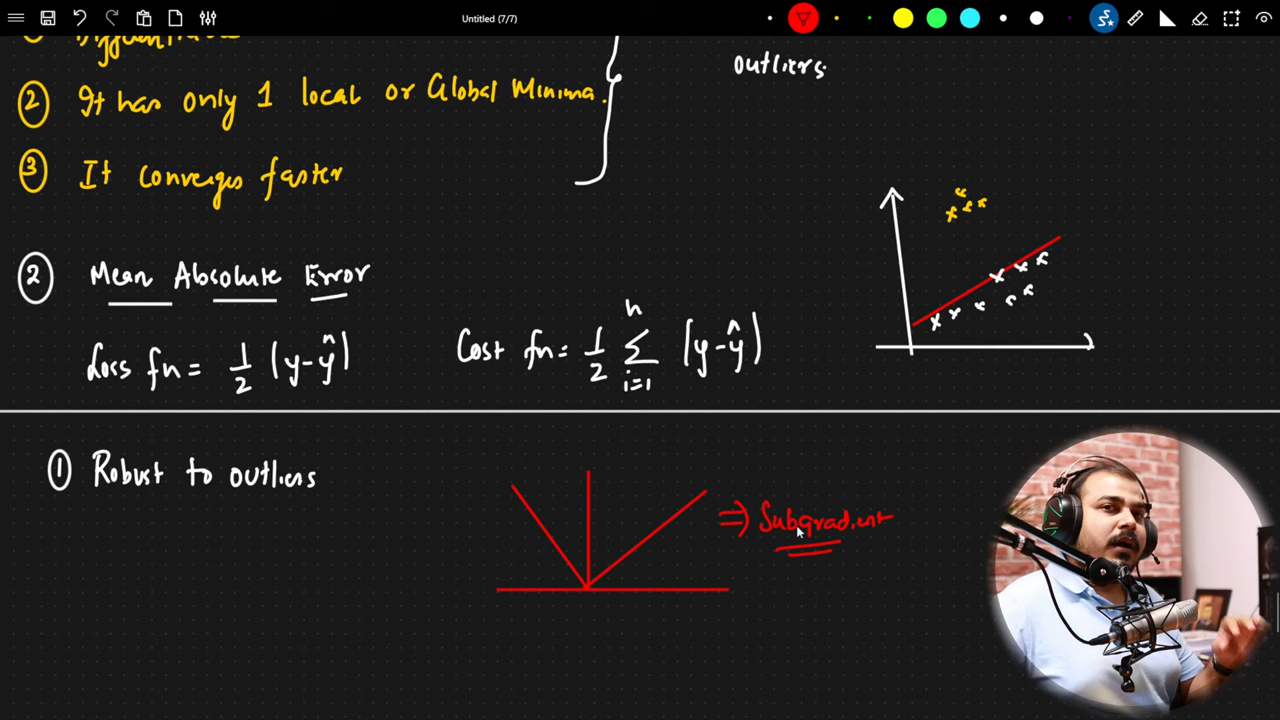 Untitled (7/7)
①
outliers.
② It has only 1 local or Global Minima.
③ It converges faster
② Mean Absolute Error
Loss fn = 1/2 |y-ŷ|
Cost fn = 1/2 n∑i=1 |y-ŷ|
① Robust to outliers
⇒ Subgradient